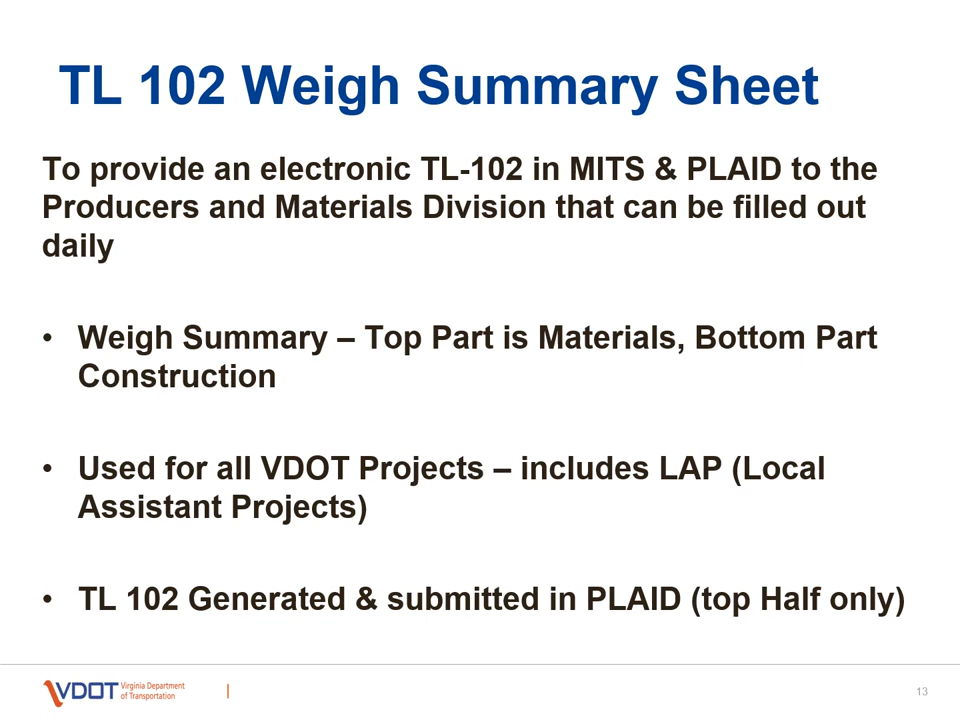 TL 102 Weigh Summary Sheet
To provide an electronic TL-102 in MITS & PLAID to the
Producers and Materials Division that can be filled out
daily
• Weigh Summary – Top Part is Materials, Bottom Part
Construction
• Used for all VDOT Projects – includes LAP (Local
Assistant Projects)
• TL 102 Generated & submitted in PLAID (top Half only)
VDOT Virginia Department
of Transportation
13